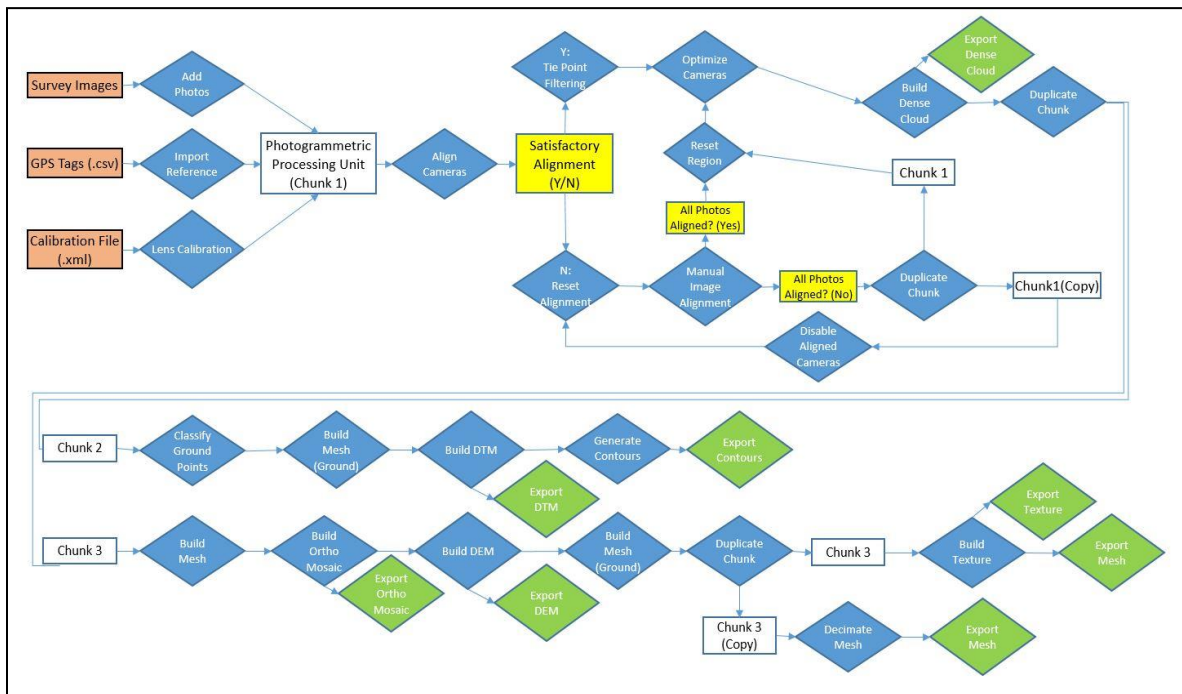 Survey Images
Add
Photos
GPS Tags (.csv)
Import
Reference
Calibration File
(.xml)
Lens Calibration
Photogrammetric
Processing Unit
(Chunk 1)
Align
Cameras
Satisfactory
Alignment
(Y/N)
Y:
Tie Point
Filtering
Optimize
Cameras
Build
Dense
Cloud
Export
Dense
Cloud
Duplicate
Chunk
Reset
Region
Chunk 1
All Photos
Aligned? (Yes)
N:
Reset
Alignment
Manual
Image
Alignment
All Photos
Aligned? (No)
Duplicate
Chunk
Chunk1(Copy)
Disable
Aligned
Cameras
Chunk 2
Classify
Ground
Points
Build
Mesh
(Ground)
Build DTM
Generate
Contours
Export
Contours
Export
DTM
Chunk 3
Build
Mesh
Build
Ortho
Mosaic
Export
Ortho
Mosaic
Build DEM
Export
DEM
Build
Mesh
(Ground)
Duplicate
Chunk
Chunk 3
Build
Texture
Export
Texture
Export
Mesh
Chunk 3
(Copy)
Decimate
Mesh
Export
Mesh